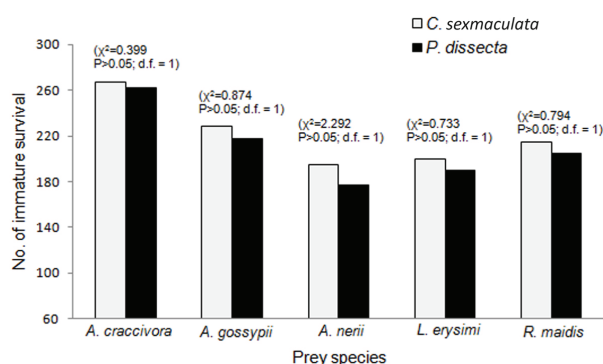 C. sexmaculata
P. dissecta
No. of immature survival
300
260
220
180
140
100
60
(χ²=0.399
P>0.05; d.f. = 1)
(χ²=0.874
P>0.05; d.f. = 1)
(χ²=2.292
P>0.05; d.f. = 1)
(χ²=0.733
P>0.05; d.f. = 1)
(χ²=0.794
P>0.05; d.f. = 1)
A. craccivora
A. gossypii
A. nerii
L. erysimi
R. maidis
Prey species